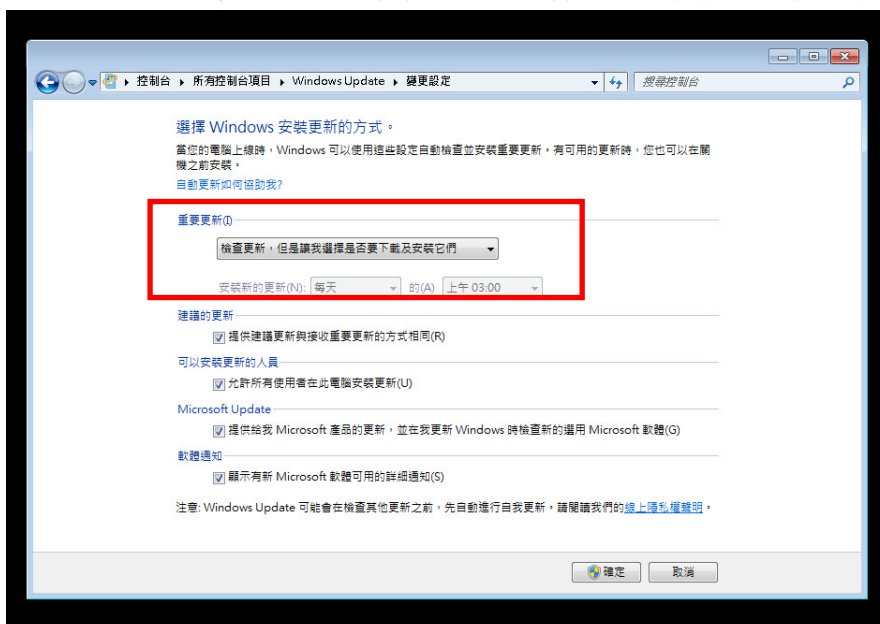 控制台 ▸ 所有控制台項目 ▸ Windows Update ▸ 變更設定
搜尋控制台
選擇 Windows 安裝更新的方式。
當您的電腦上線時，Windows 可以使用這些設定自動檢查並安裝重要更新。有可用的更新時，您也可以在關
機之前安裝。
自動更新如何協助我?
重要更新(I)
檢查更新，但是讓我選擇是否要下載及安裝它們
安裝新的更新(N): 每天 的(A) 上午 03:00
建議的更新
提供建議更新與接收重要更新的方式相同(R)
可以安裝更新的人員
允許所有使用者在此電腦安裝更新(U)
Microsoft Update
提供給我 Microsoft 產品的更新，並在我更新 Windows 時檢查新的選用 Microsoft 軟體(G)
軟體通知
顯示有新 Microsoft 軟體可用的詳細通知(S)
注意: Windows Update 可能會在檢查其他更新之前，先自動進行自我更新。請閱讀我們的線上隱私權聲明。
確定
取消